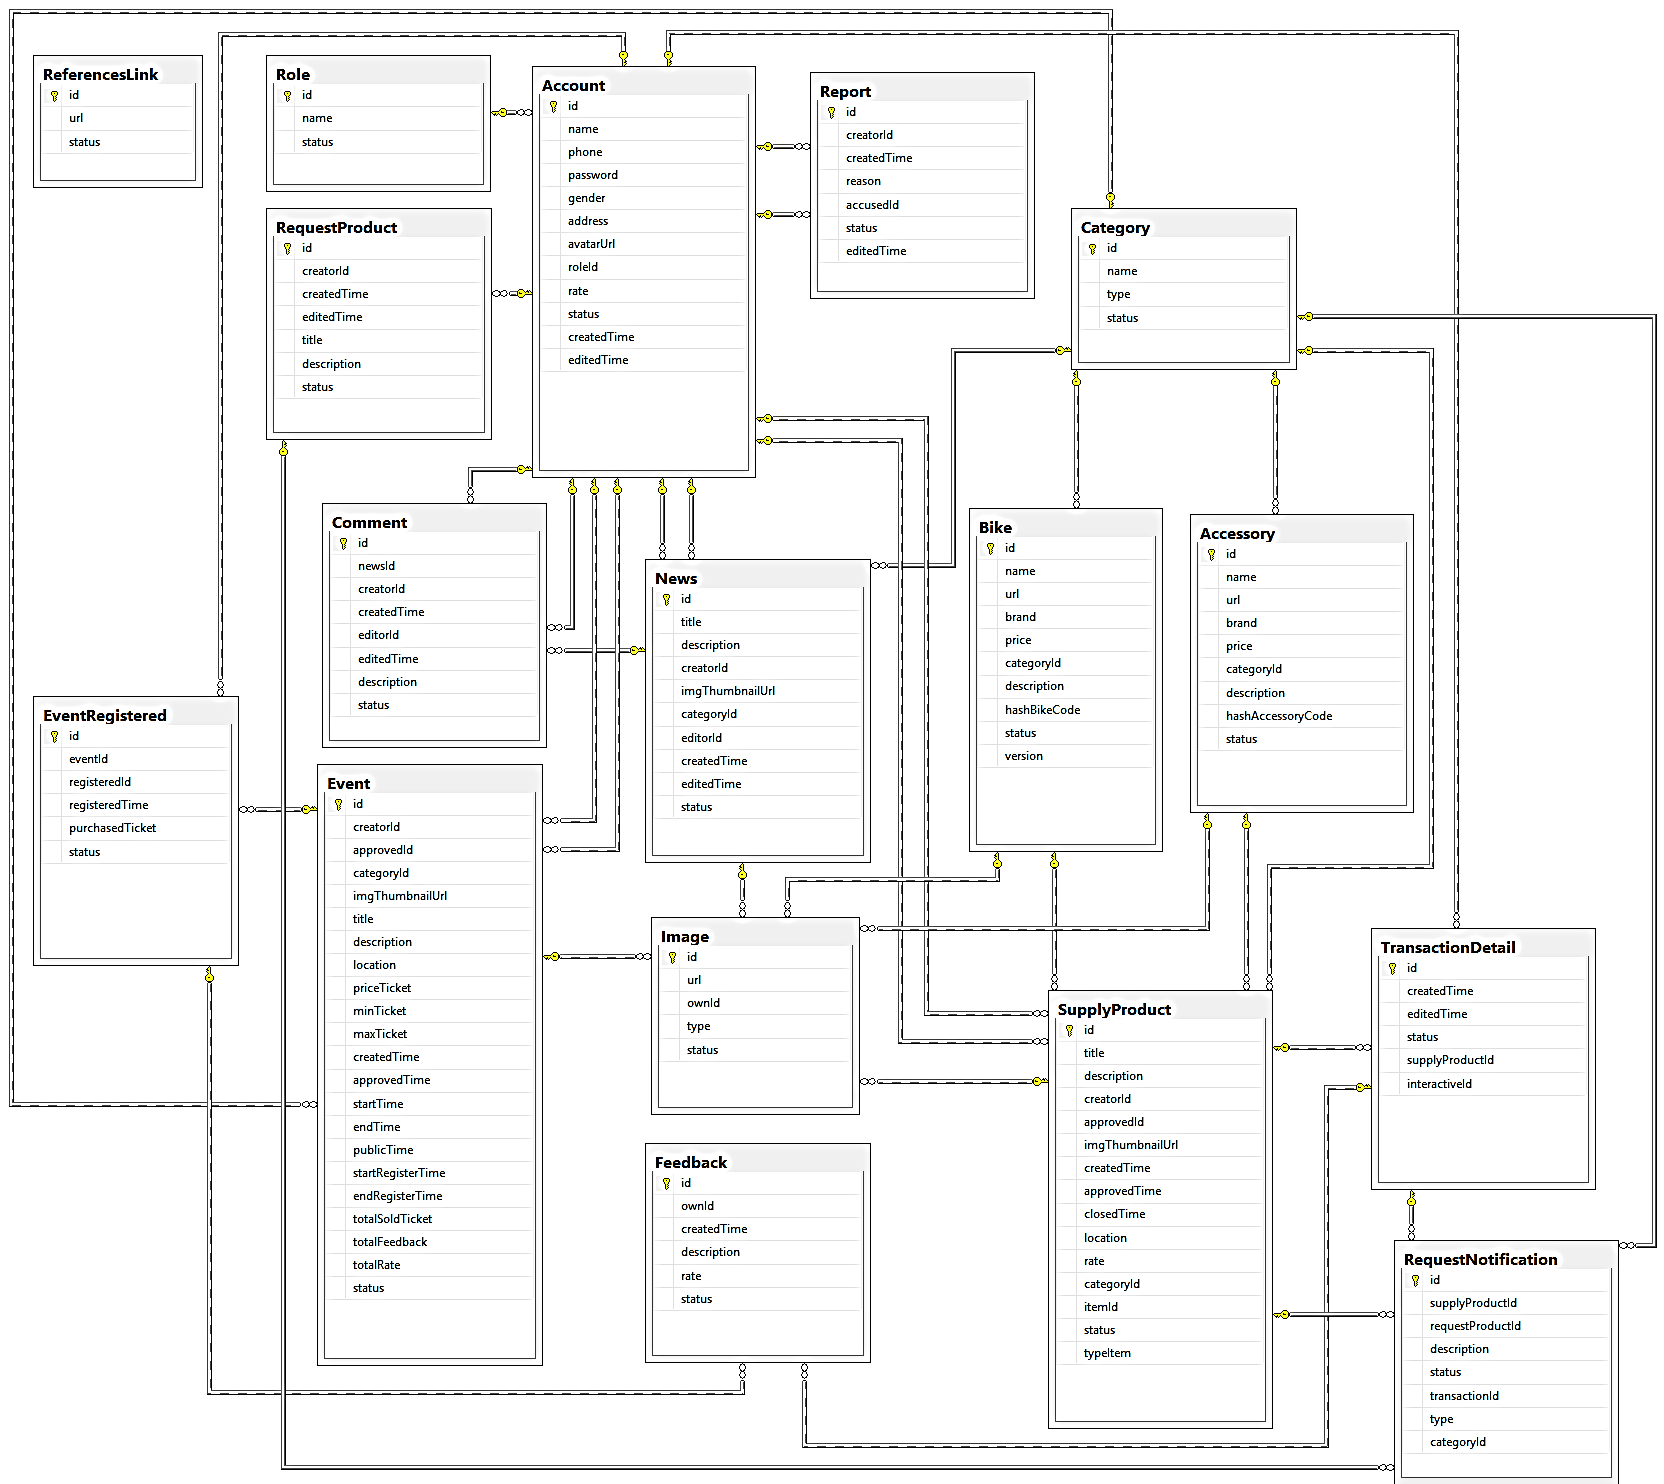 ReferencesLink
id
url
status
Role
id
name
status
Account
id
name
phone
password
gender
address
avatarUrl
roleId
rate
status
createdTime
editedTime
Report
id
creatorId
createdTime
reason
accusedId
status
editedTime
RequestProduct
id
creatorId
createdTime
editedTime
title
description
status
Category
id
name
type
status
Comment
id
newsId
creatorId
createdTime
editorId
editedTime
description
status
News
id
title
description
creatorId
imgThumbnailUrl
categoryId
editorId
createdTime
editedTime
status
Bike
id
name
url
brand
price
categoryId
description
hashBikeCode
status
version
Accessory
id
name
url
brand
price
categoryId
description
hashAccessoryCode
status
EventRegistered
id
eventId
registeredId
registeredTime
purchasedTicket
status
Event
id
creatorId
approvedId
categoryId
imgThumbnailUrl
title
description
location
priceTicket
minTicket
maxTicket
createdTime
approvedTime
startTime
endTime
publicTime
startRegisterTime
endRegisterTime
totalSoldTicket
totalFeedback
totalRate
status
Image
id
url
ownId
type
status
Feedback
id
ownId
createdTime
description
rate
status
SupplyProduct
id
title
description
creatorId
approvedId
imgThumbnailUrl
createdTime
approvedTime
closedTime
location
rate
categoryId
itemId
status
typeItem
TransactionDetail
id
createdTime
editedTime
status
supplyProductId
interactiveId
RequestNotification
id
supplyProductId
requestProductId
description
status
transactionId
type
categoryId